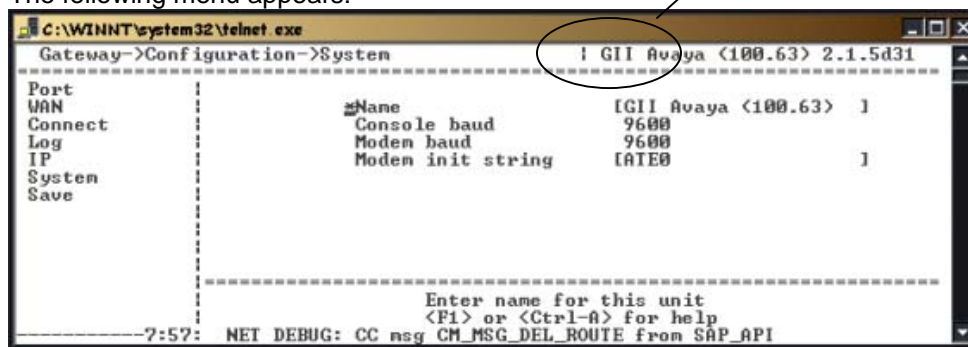 The following menu appears:
C:\WINNT\system32\telnet.exe
Gateway->Configuration->System | GII Avaya (100.63) 2.1.5d31
Port
WAN *Name [GII Avaya (100.63) ]
Connect Console baud 9600
Log Modem baud 9600
IP Modem init string [ATE0 ]
System
Save
Enter name for this unit
<F1> or <Ctrl-A> for help
-----------7:57: NET DEBUG: CC msg CM_MSG_DEL_ROUTE from SAP_API